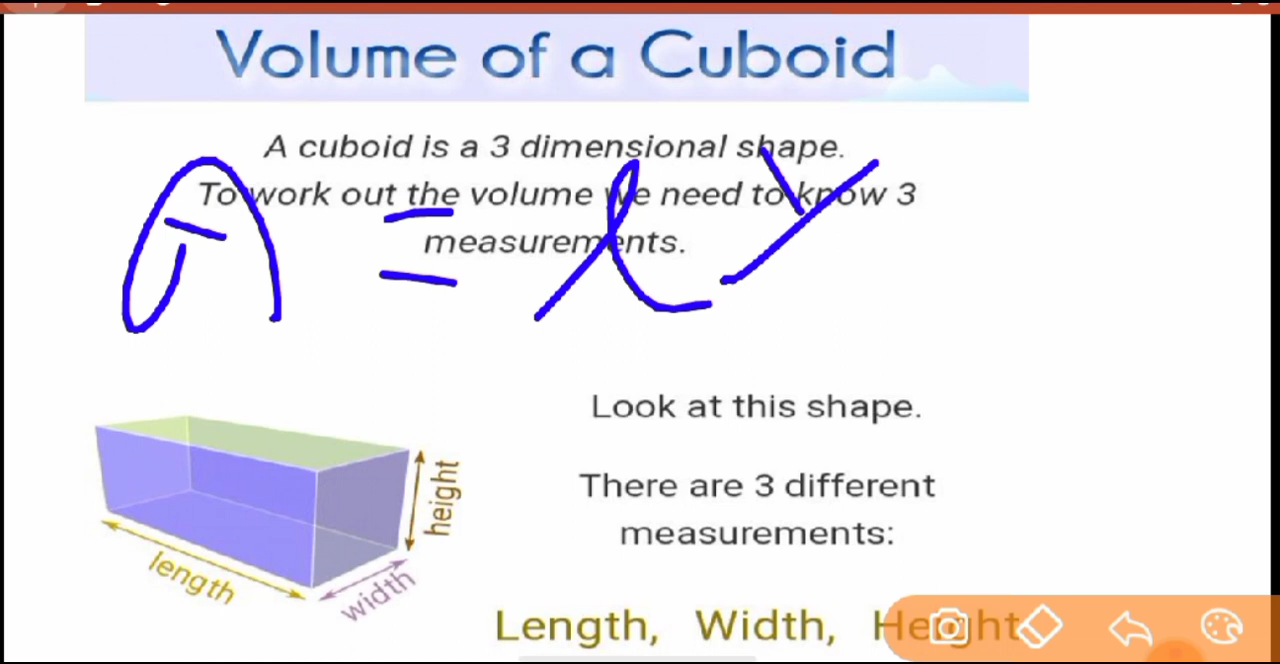 Volume of a Cuboid
A cuboid is a 3 dimensional shape.
To work out the volume we need to know 3
measurements.
A = l
Look at this shape.
There are 3 different
measurements:
height
length
width
Length, Width, Height